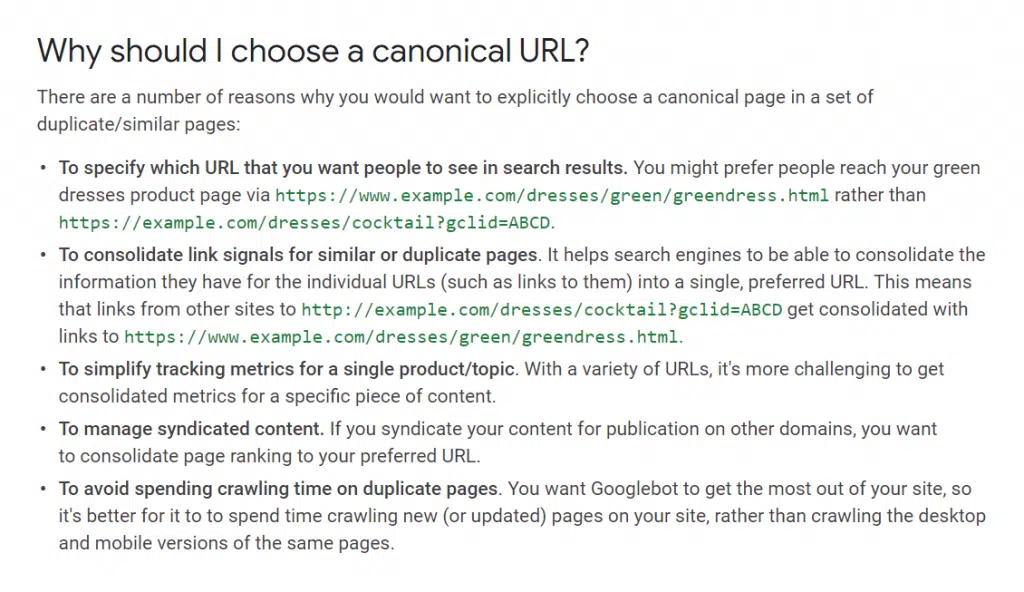 Why should I choose a canonical URL?
There are a number of reasons why you would want to explicitly choose a canonical page in a set of
duplicate/similar pages:
• To specify which URL that you want people to see in search results. You might prefer people reach your green
dresses product page via https://www.example.com/dresses/green/greendress.html rather than
https://example.com/dresses/cocktail?gclid=ABCD.
• To consolidate link signals for similar or duplicate pages. It helps search engines to be able to consolidate the
information they have for the individual URLs (such as links to them) into a single, preferred URL. This means
that links from other sites to http://example.com/dresses/cocktail?gclid=ABCD get consolidated with
links to https://www.example.com/dresses/green/greendress.html.
• To simplify tracking metrics for a single product/topic. With a variety of URLs, it's more challenging to get
consolidated metrics for a specific piece of content.
• To manage syndicated content. If you syndicate your content for publication on other domains, you want
to consolidate page ranking to your preferred URL.
• To avoid spending crawling time on duplicate pages. You want Googlebot to get the most out of your site, so
it's better for it to to spend time crawling new (or updated) pages on your site, rather than crawling the desktop
and mobile versions of the same pages.